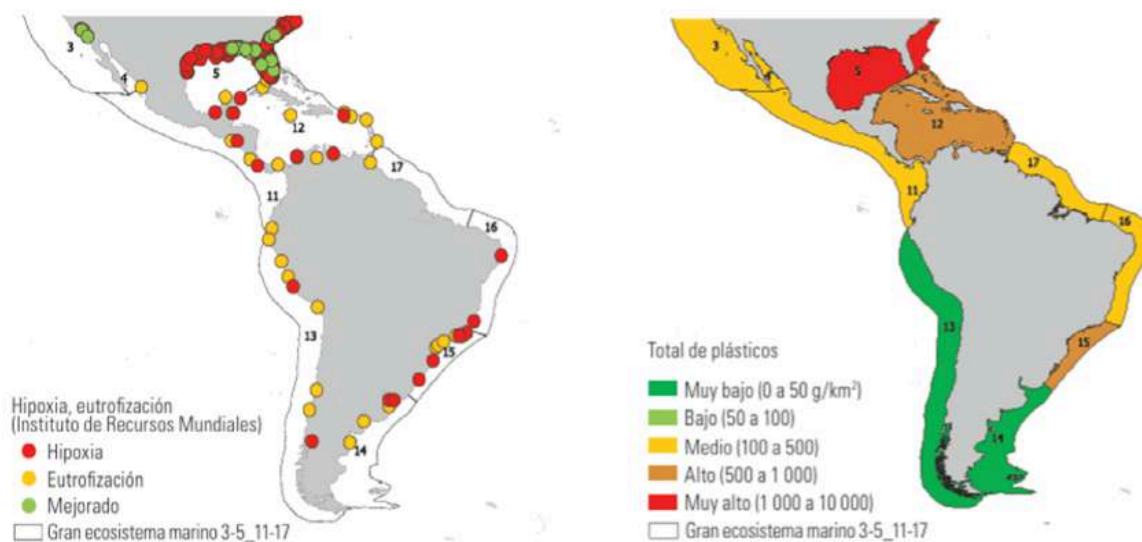 3
4
5
12
17
11
16
13
15
14
Hipoxia, eutrofización
(Instituto de Recursos Mundiales)
Hipoxia
Eutrofización
Mejorado
Gran ecosistema marino 3-5_11-17
3
5
12
17
11
16
13
15
14
Total de plásticos
Muy bajo (0 a 50 g/km²)
Bajo (50 a 100)
Medio (100 a 500)
Alto (500 a 1 000)
Muy alto (1 000 a 10 000)
Gran ecosistema marino 3-5_11-17